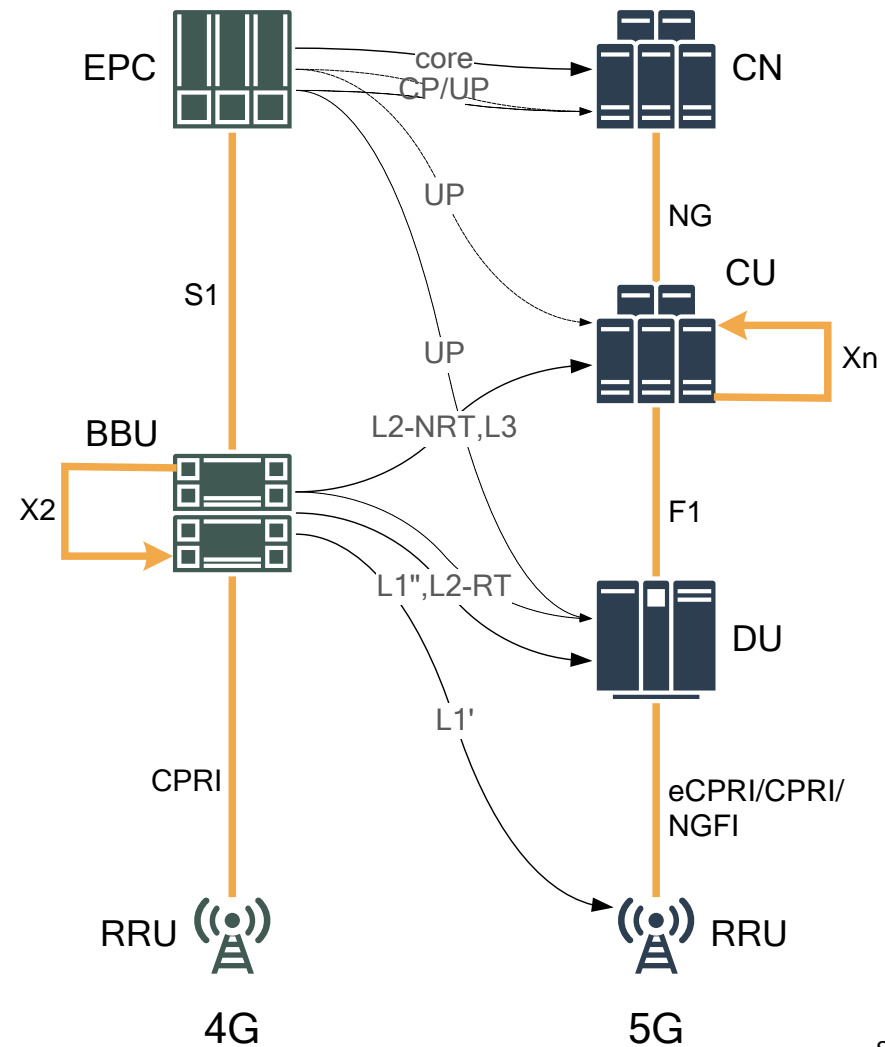 EPC
core
CP/UP
CN
UP
NG
CU
S1
UP
Xn
L2-NRT,L3
BBU
X2
F1
L1",L2-RT
DU
L1'
CPRI
eCPRI/CPRI/
NGFI
RRU
RRU
4G
5G